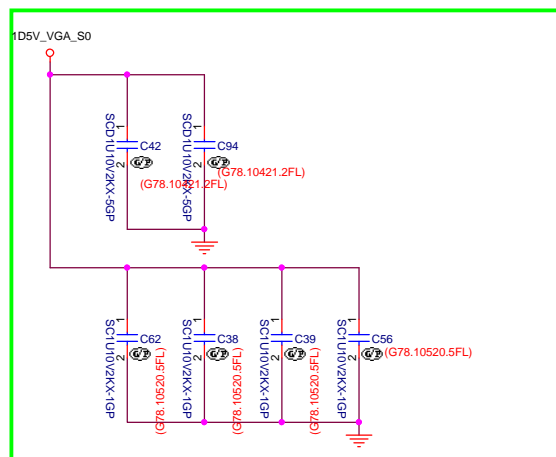 1D5V_VGA_S0
SCD1U10V2KX-5GP
1
C42
2
G/P
(G78.10421.2FL)
SCD1U10V2KX-5GP
1
C94
2
G/P
(G78.10421.2FL)
SC1U10V2KX-1GP
1
C62
2
G/P
(G78.10520.5FL)
SC1U10V2KX-1GP
1
C38
2
G/P
(G78.10520.5FL)
SC1U10V2KX-1GP
1
C39
2
G/P
(G78.10520.5FL)
SC1U10V2KX-1GP
1
C56
2
G/P
(G78.10520.5FL)